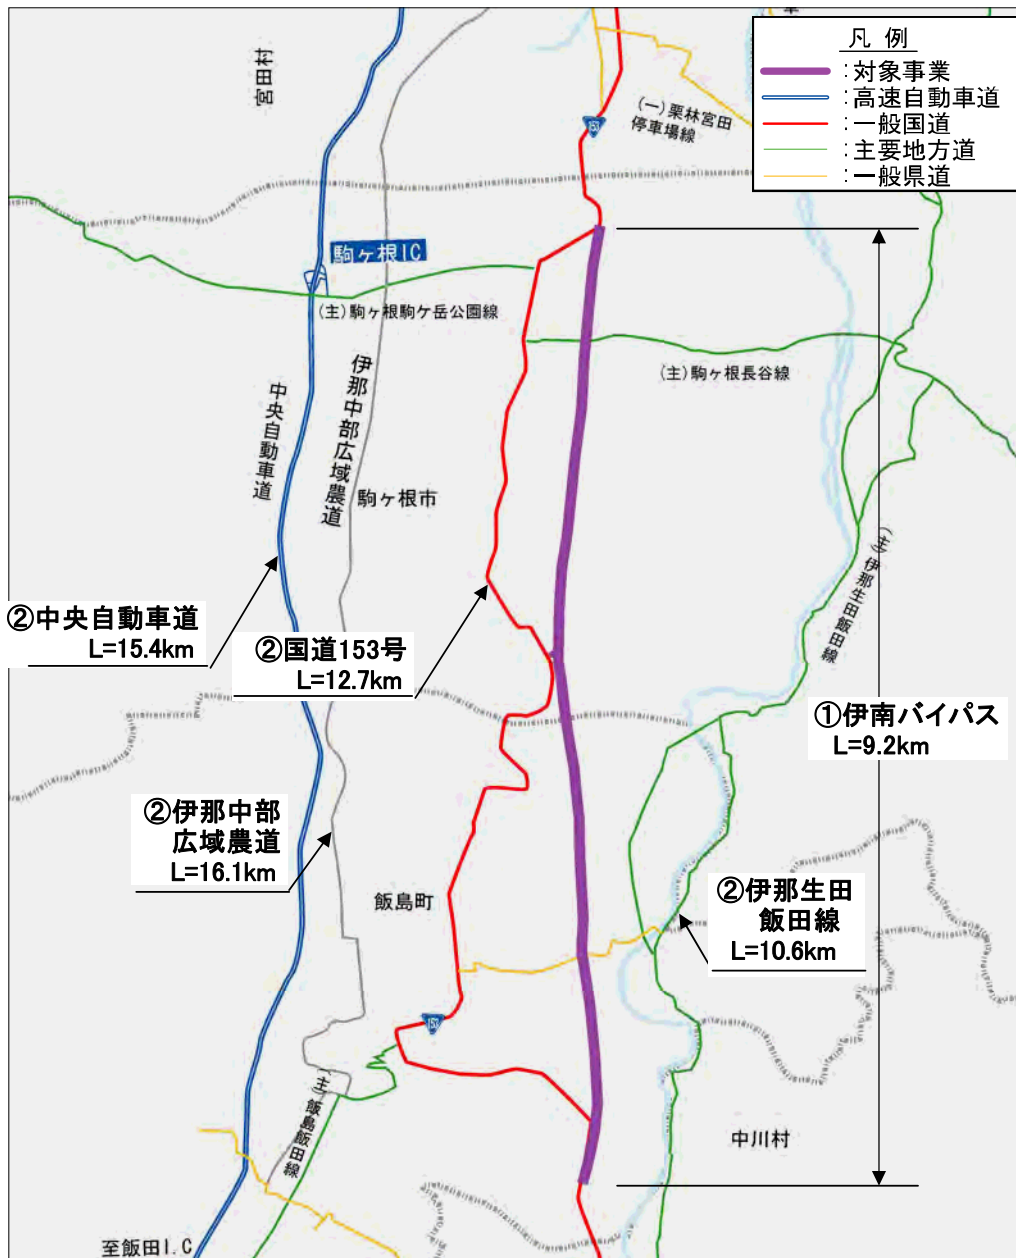 凡 例
:対象事業
:高速自動車道
:一般国道
:主要地方道
:一般県道
宮田村
(一)栗林宮田
停車場線
153
駒ヶ根IC
(主)駒ヶ根駒ケ岳公園線
(主)駒ヶ根長谷線
伊那中部広域農道
中央自動車道
駒ヶ根市
(主)伊那生田飯田線
②中央自動車道
L=15.4km
②国道153号
L=12.7km
①伊南バイパス
L=9.2km
②伊那中部
広域農道
L=16.1km
飯島町
②伊那生田
飯田線
L=10.6km
153
(主)飯島飯田線
中川村
至飯田I.C